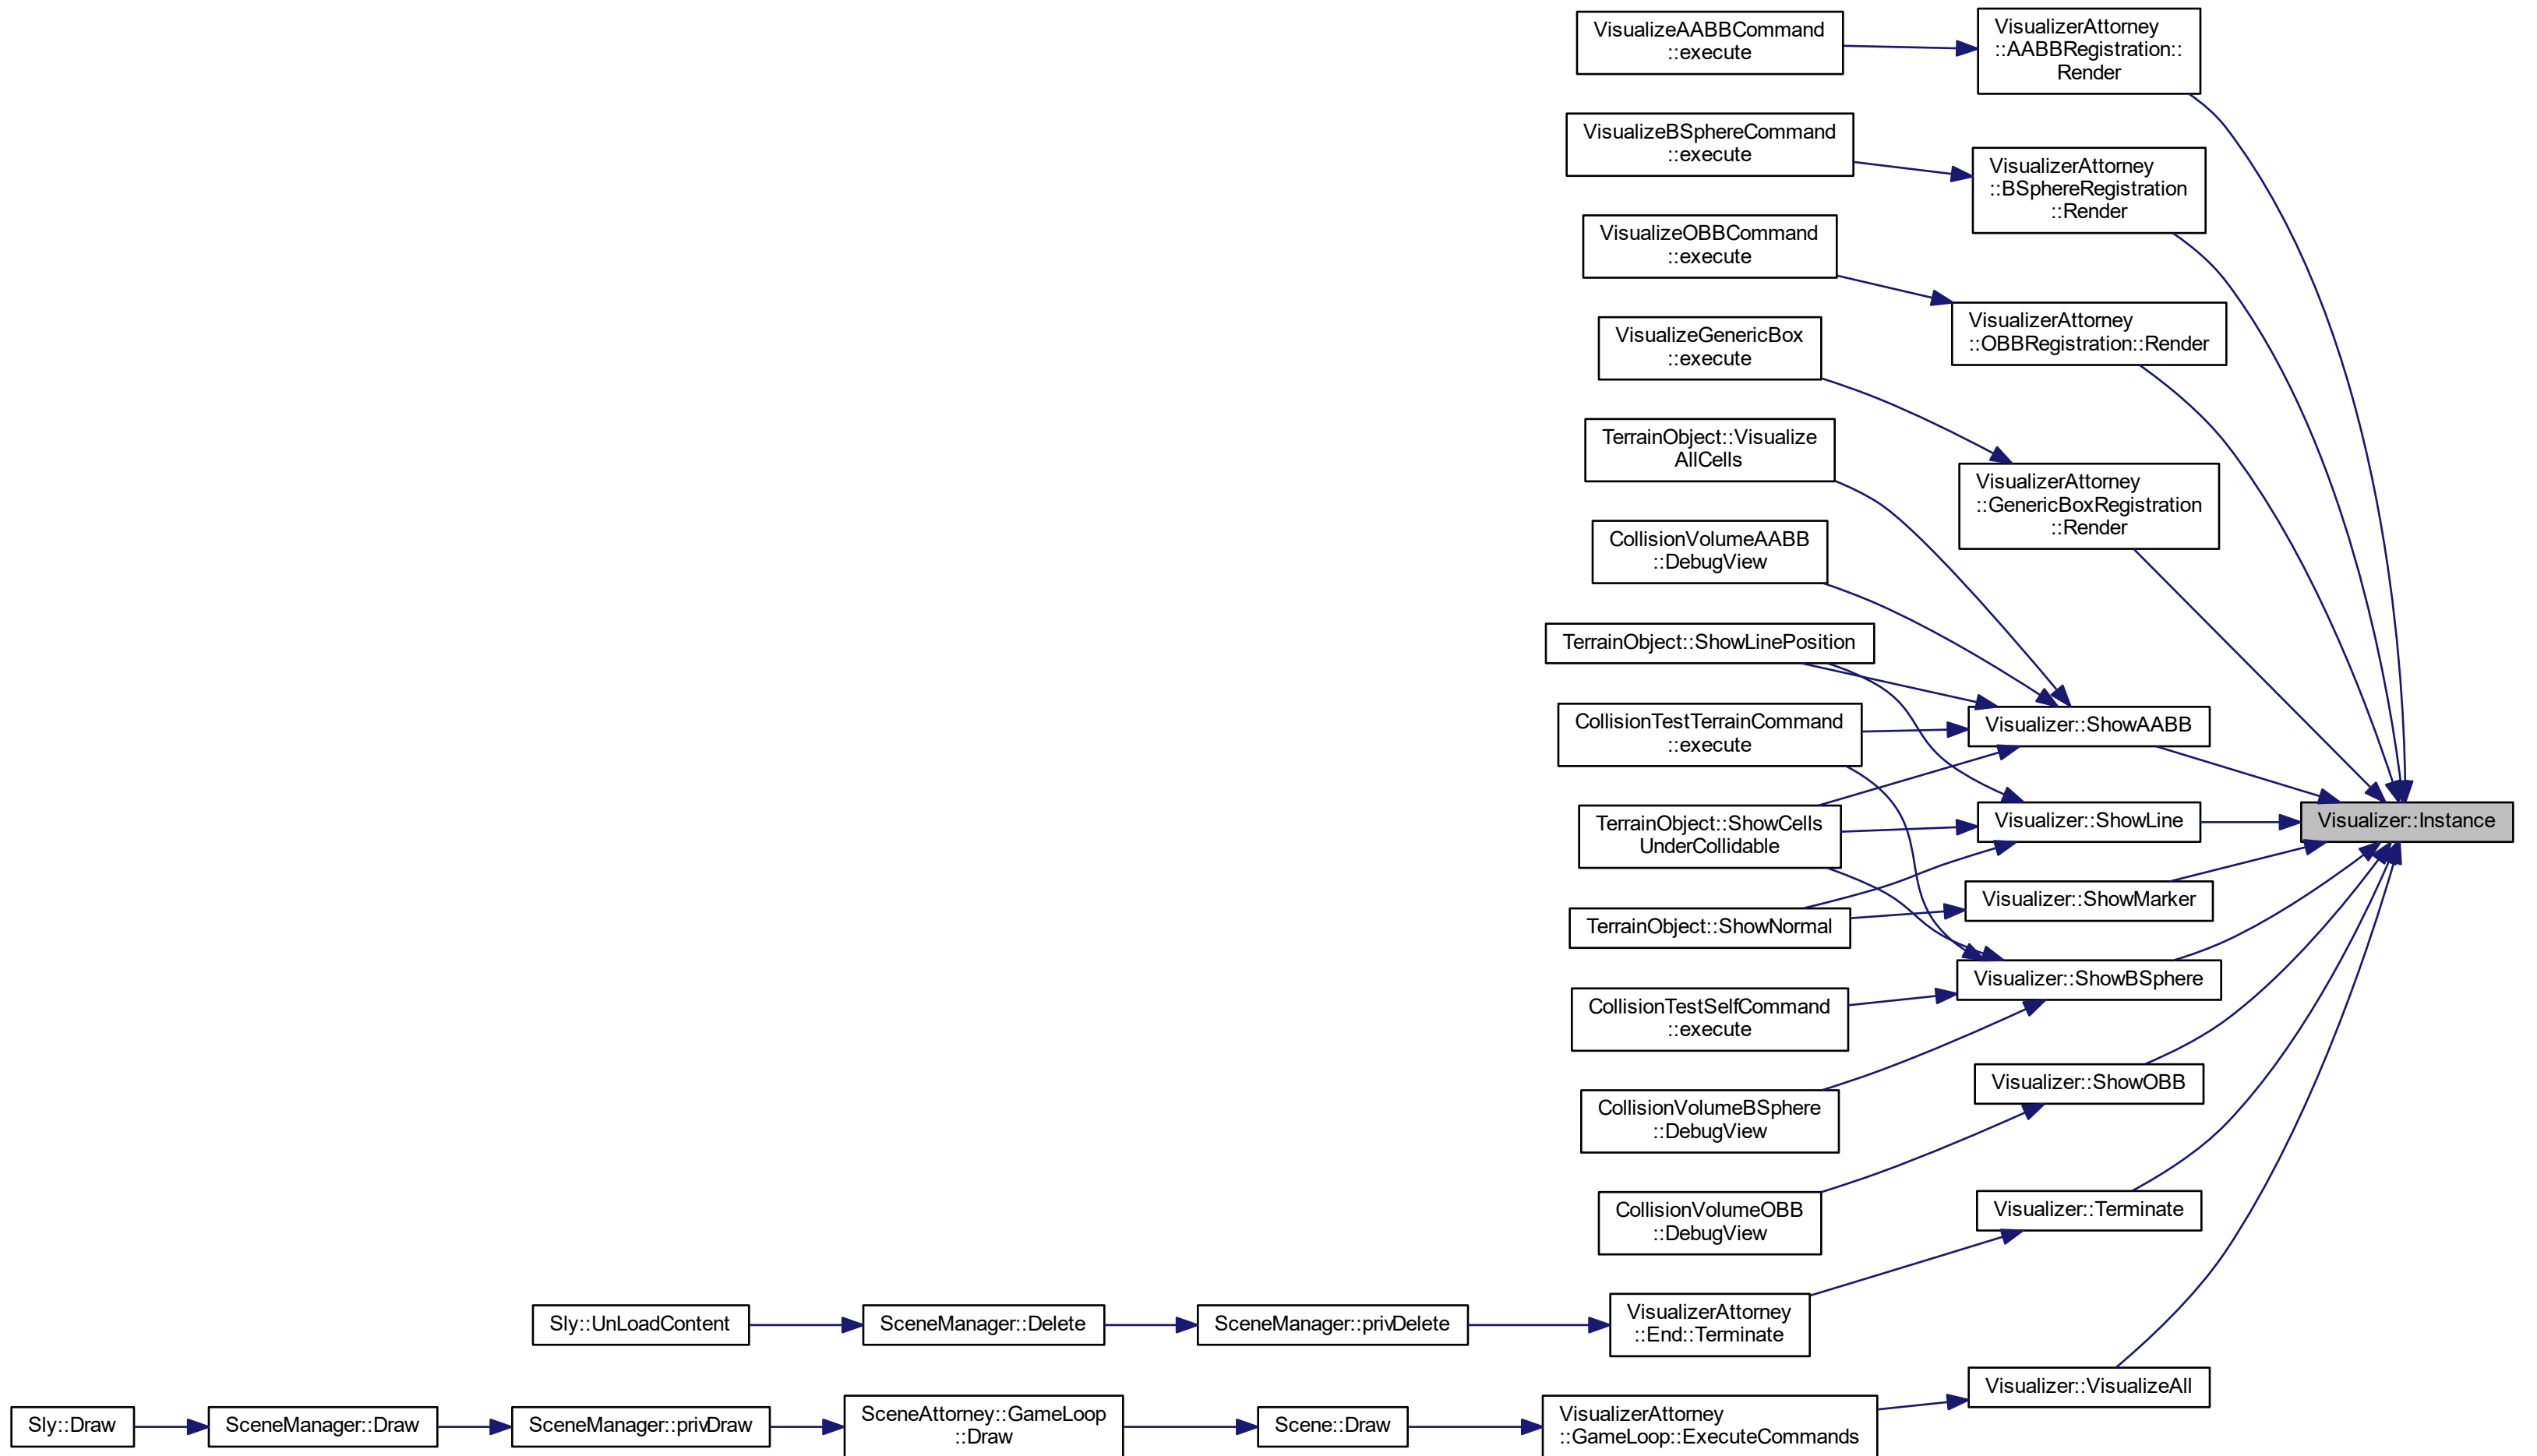 VisualizeAABBCommand
::execute
VisualizerAttorney
::AABBRegistration::
Render
VisualizeBSphereCommand
::execute
VisualizerAttorney
::BSphereRegistration
::Render
VisualizeOBBCommand
::execute
VisualizerAttorney
::OBBRegistration::Render
VisualizeGenericBox
::execute
TerrainObject::Visualize
AllCells
VisualizerAttorney
::GenericBoxRegistration
::Render
CollisionVolumeAABB
::DebugView
TerrainObject::ShowLinePosition
CollisionTestTerrainCommand
::execute
Visualizer::ShowAABB
TerrainObject::ShowCells
UnderCollidable
Visualizer::ShowLine
Visualizer::Instance
TerrainObject::ShowNormal
Visualizer::ShowMarker
Visualizer::ShowBSphere
CollisionTestSelfCommand
::execute
CollisionVolumeBSphere
::DebugView
Visualizer::ShowOBB
CollisionVolumeOBB
::DebugView
Visualizer::Terminate
Sly::UnLoadContent
SceneManager::Delete
SceneManager::privDelete
VisualizerAttorney
::End::Terminate
Visualizer::VisualizeAll
Sly::Draw
SceneManager::Draw
SceneManager::privDraw
SceneAttorney::GameLoop
::Draw
Scene::Draw
VisualizerAttorney
::GameLoop::ExecuteCommands